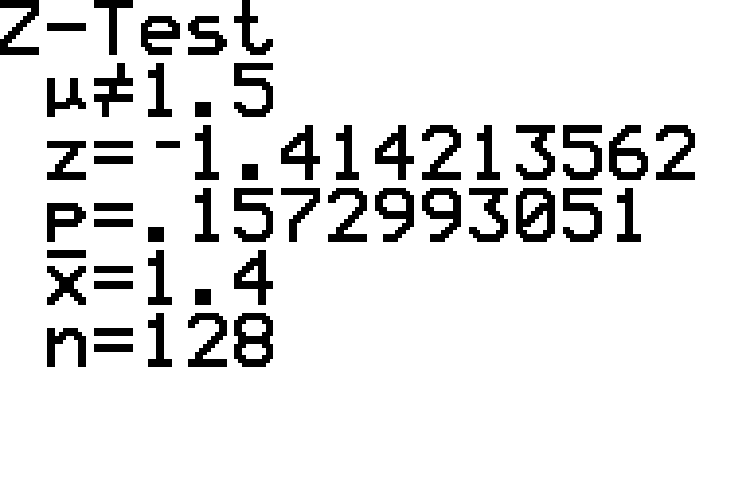 Z-Test
μ≠1.5
z=⁻1.414213562
p=.1572993051
x̄=1.4
n=128